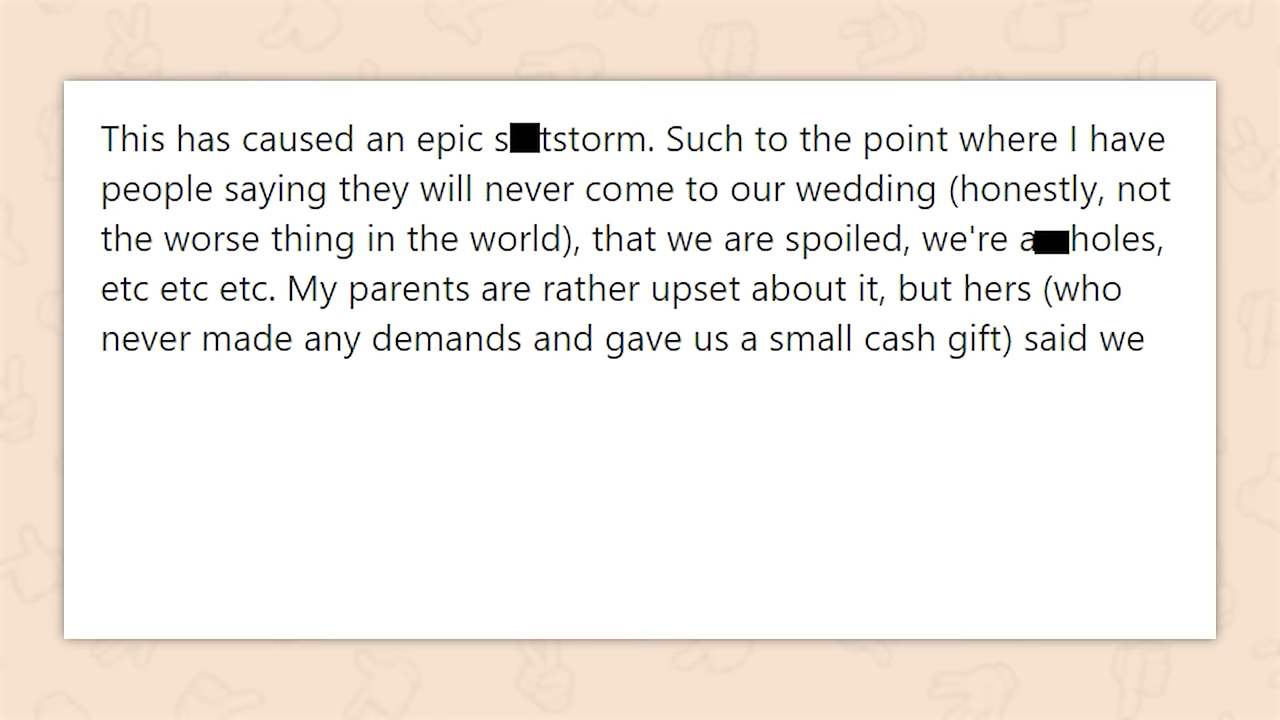 This has caused an epic s■tstorm. Such to the point where I have
people saying they will never come to our wedding (honestly, not
the worse thing in the world), that we are spoiled, we're a■holes,
etc etc etc. My parents are rather upset about it, but hers (who
never made any demands and gave us a small cash gift) said we